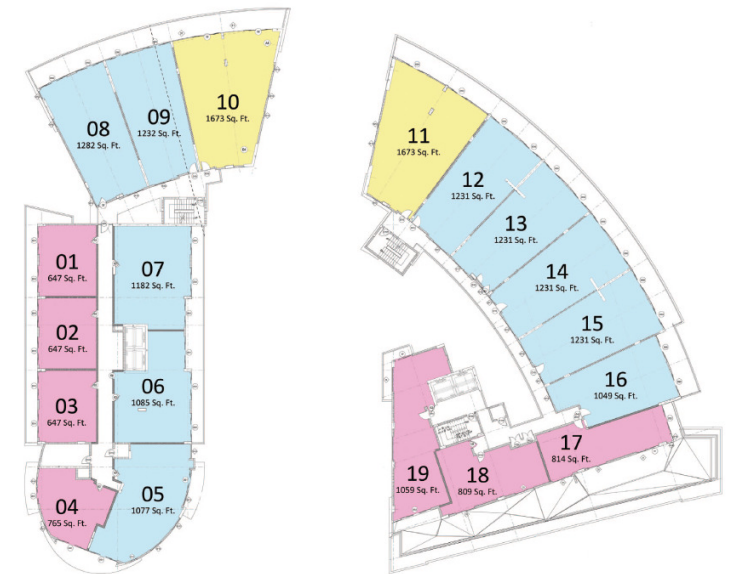 01
647 Sq. Ft.
02
647 Sq. Ft.
03
647 Sq. Ft.
04
765 Sq. Ft.
05
1077 Sq. Ft.
06
1085 Sq. Ft.
07
1182 Sq. Ft.
08
1282 Sq. Ft.
09
1232 Sq. Ft.
10
1673 Sq. Ft.
11
1673 Sq. Ft.
12
1231 Sq. Ft.
13
1231 Sq. Ft.
14
1231 Sq. Ft.
15
1231 Sq. Ft.
16
1049 Sq. Ft.
17
814 Sq. Ft.
18
809 Sq. Ft.
19
1059 Sq. Ft.